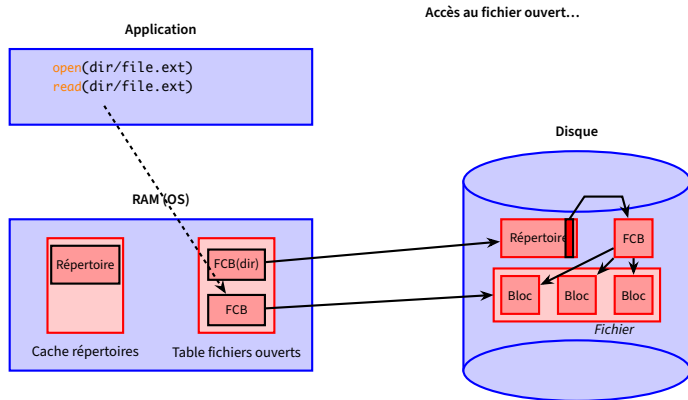 Accès au fichier ouvert…
Application
open(dir/file.ext)
read(dir/file.ext)
Disque
RAM (OS)
Répertoire
FCB(dir)
FCB
Cache répertoires
Table fichiers ouverts
Répertoire
FCB
Bloc
Bloc
Bloc
Fichier